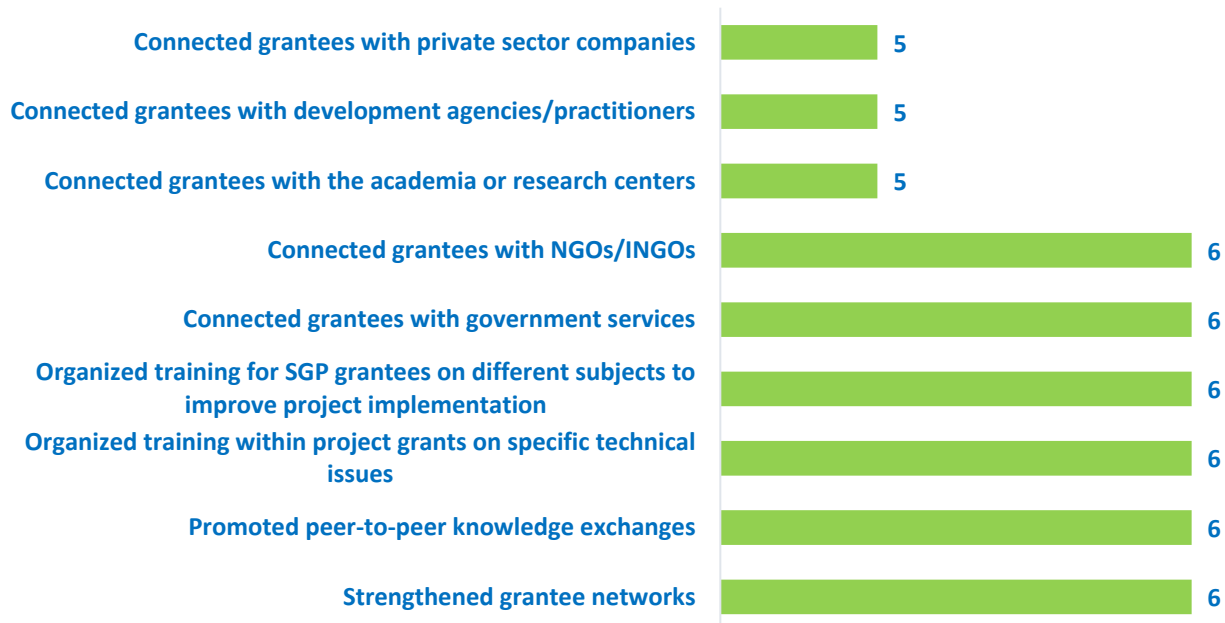 Connected grantees with private sector companies
5
Connected grantees with development agencies/practitioners
5
Connected grantees with the academia or research centers
5
Connected grantees with NGOs/INGOs
6
Connected grantees with government services
6
Organized training for SGP grantees on different subjects to
improve project implementation
6
Organized training within project grants on specific technical
issues
6
Promoted peer-to-peer knowledge exchanges
6
Strengthened grantee networks
6